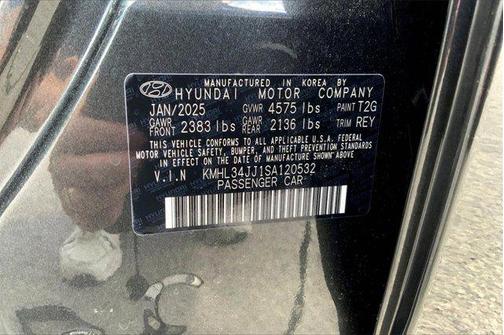 MANUFACTURED IN KOREA BY
HYUNDAI MOTOR COMPANY
JAN/2025 GVWR 4575 lbs PAINT T2G
GAWR FRONT 2383 lbs GAWR REAR 2136 lbs TRIM REY
THIS VEHICLE CONFORMS TO ALL APPLICABLE U.S.A. FEDERAL
MOTOR VEHICLE SAFETY, BUMPER, AND THEFT PREVENTION STANDARDS
IN EFFECT ON THE DATE OF MANUFACTURE SHOWN ABOVE.
V.I.N KMHL34JJ1SA120532
PASSENGER CAR